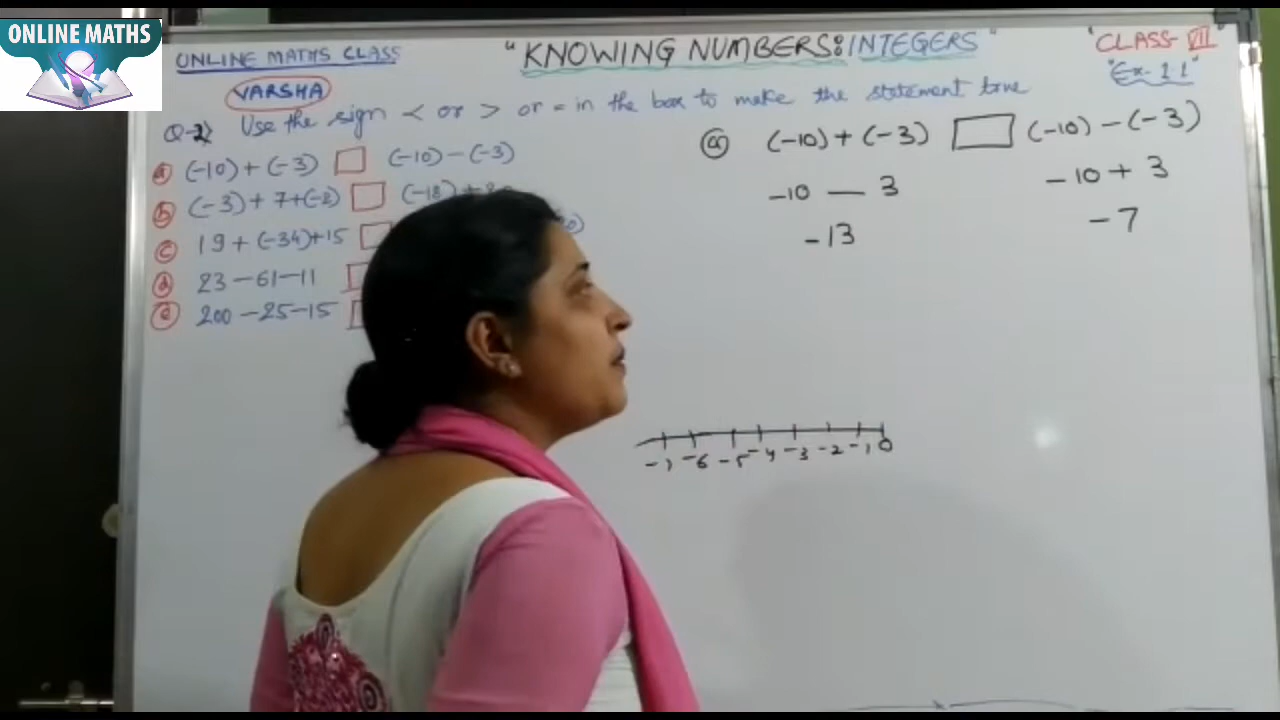 ONLINE MATHS
ONLINE MATHS CLASS
"KNOWING NUMBERS: INTEGERS"
"CLASS VII"
"Ex-1.1"
VARSHA
Q-2) Use the sign < or > or = in the box to make the statement true
a (-10) + (-3) □ (-10) - (-3)
b (-3) + 7 + (-2) □ (-18) +
c 19 + (-34) + 15 □
d 23 - 61 - 11 □
e 200 - 25 - 15 □
a (-10) + (-3) □ (-10) - (-3)
-10 — 3
-10 + 3
-13
-7
-7 -6 -5 -4 -3 -2 -1 0